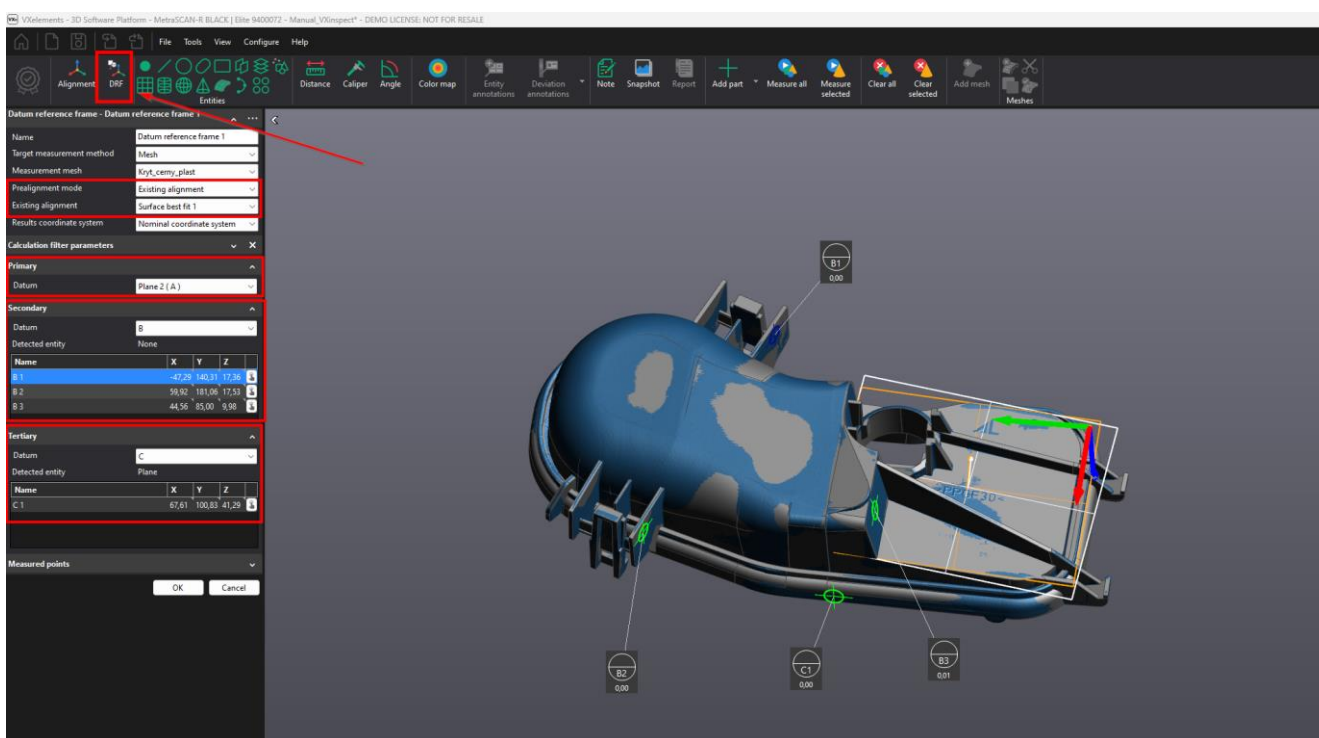 VXelements - 3D Software Platform - MetraSCAN-R BLACK | Elite 9400072 - Manual_VXinspect* - DEMO LICENSE: NOT FOR RESALE
File Tools View Configure Help
Alignment DRF Entities Distance Caliper Angle Color map Entity annotations Deviation annotations Note Snapshot Report Add part Measure all Measure selected Clear all Clear selected Add mesh Meshes
Datum reference frame - Datum reference frame 1
Name Datum reference frame 1
Target measurement method Mesh
Measurement mesh Kryt_cerny_plast
Prealignment mode Existing alignment
Existing alignment Surface best fit 1
Results coordinate system Nominal coordinate system
Calculation filter parameters
Primary
Datum Plane 2 ( A )
Secondary
Datum B
Detected entity None
Name X Y Z
B 1 -47,29 140,31 17,36
B 2 59,92 181,06 17,53
B 3 44,56 85,00 9,98
Tertiary
Datum C
Detected entity Plane
Name X Y Z
C 1 67,61 100,83 41,29
Measured points
OK Cancel
B1
0,00
B2
0,00
C1
0,00
B3
0,01